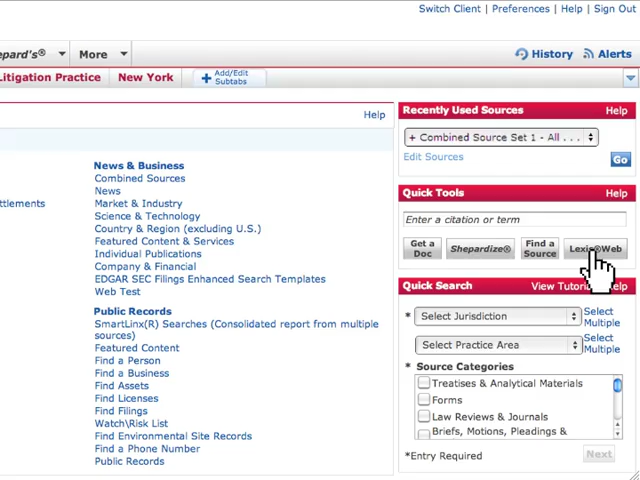 Switch Client | Preferences | Help | Sign Out
epard's® More History Alerts
Litigation Practice New York + Add/Edit Subtabs
Help
ttlements
News & Business
Combined Sources
News
Market & Industry
Science & Technology
Country & Region (excluding U.S.)
Featured Content & Services
Individual Publications
Company & Financial
EDGAR SEC Filings Enhanced Search Templates
Web Test
Public Records
SmartLinx(R) Searches (Consolidated report from multiple
sources)
Featured Content
Find a Person
Find a Business
Find Assets
Find Licenses
Find Filings
Watch\Risk List
Find Environmental Site Records
Find a Phone Number
Public Records
Recently Used Sources Help
+ Combined Source Set 1 - All . . .
Edit Sources Go
Quick Tools Help
Enter a citation or term
Get a Doc Shepardize® Find a Source Lexis®Web
Quick Search View Tutori elp
* Select Jurisdiction Select Multiple
Select Practice Area Select Multiple
* Source Categories
Treatises & Analytical Materials
Forms
Law Reviews & Journals
Briefs, Motions, Pleadings &
*Entry Required Next